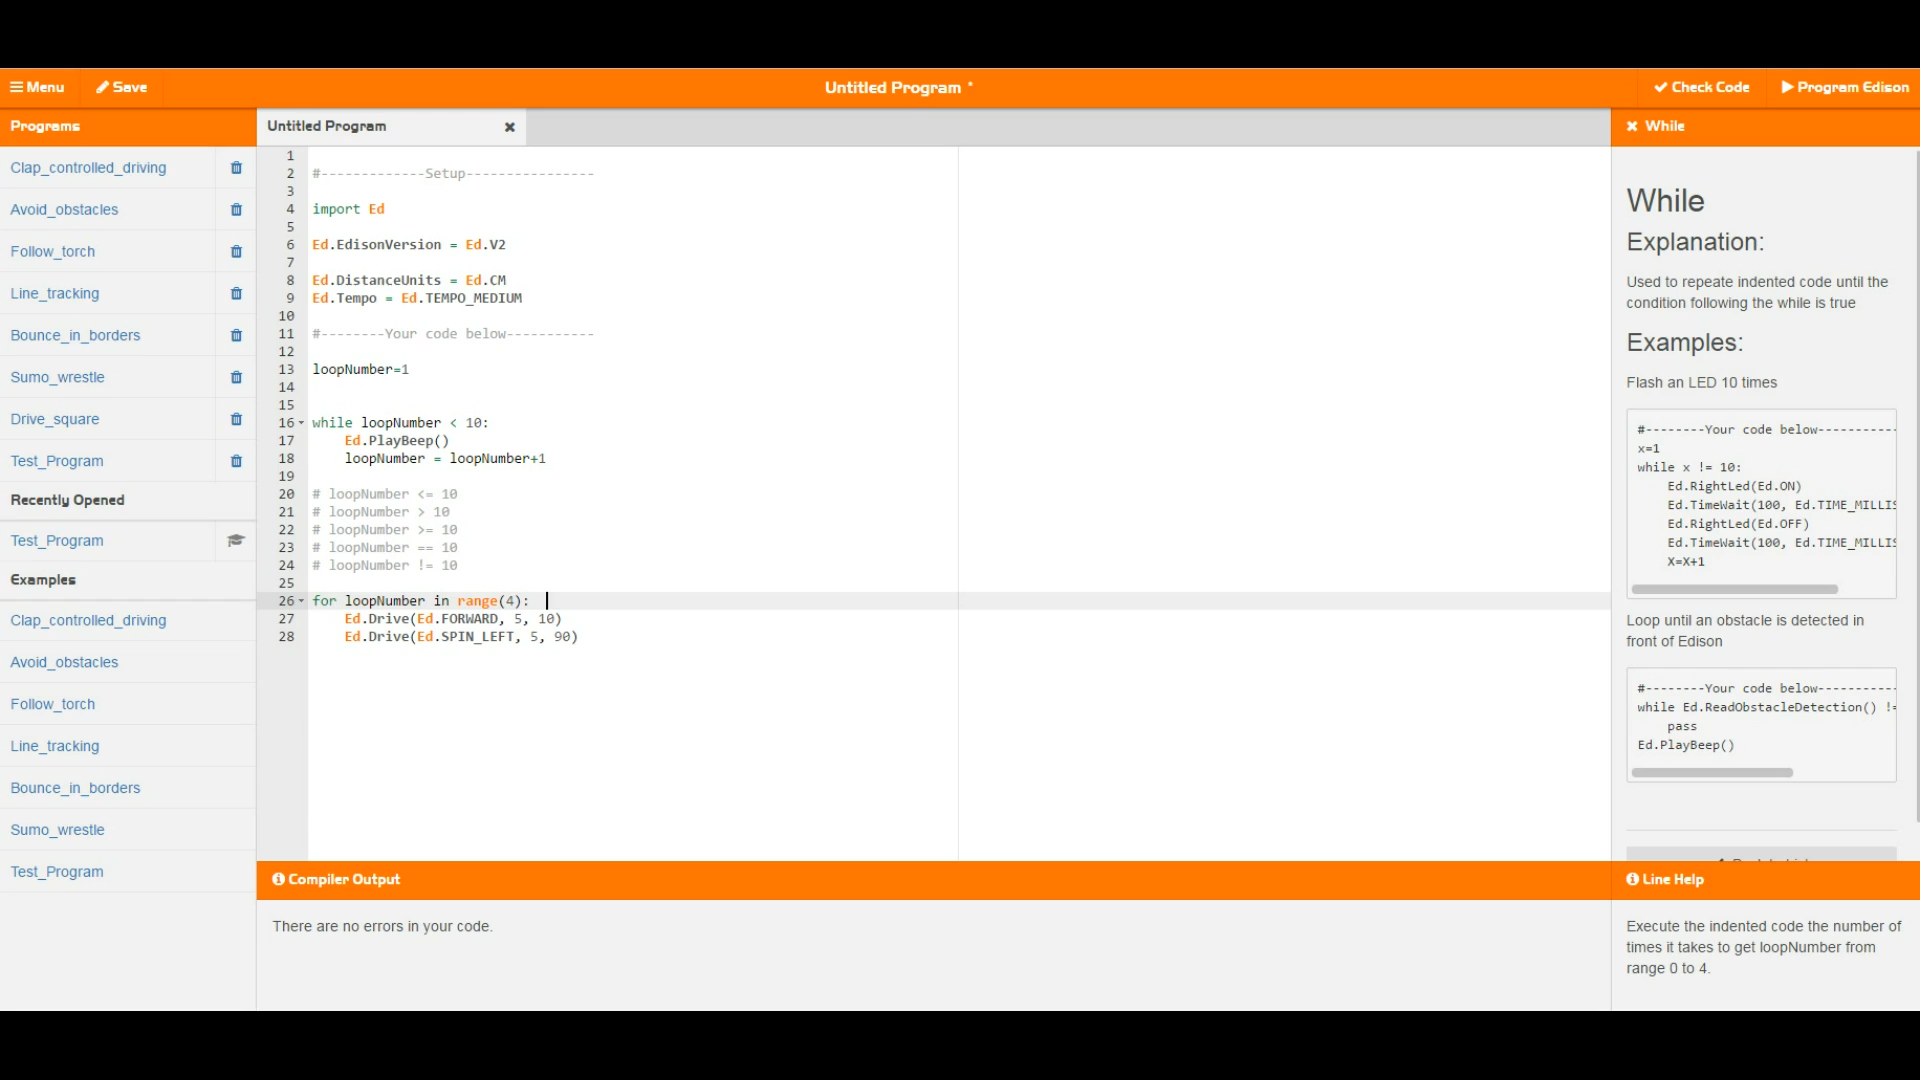 Menu
Save
Untitled Program *
Check Code
Program Edison
Programs
Clap_controlled_driving
Avoid_obstacles
Follow_torch
Line_tracking
Bounce_in_borders
Sumo_wrestle
Drive_square
Test_Program
Recently Opened
Test_Program
Examples
Clap_controlled_driving
Avoid_obstacles
Follow_torch
Line_tracking
Bounce_in_borders
Sumo_wrestle
Test_Program
Untitled Program
1
2 #-------------Setup----------------
3
4 import Ed
5
6 Ed.EdisonVersion = Ed.V2
7
8 Ed.DistanceUnits = Ed.CM
9 Ed.Tempo = Ed.TEMPO_MEDIUM
10
11 #--------Your code below-----------
12
13 loopNumber=1
14
15
16 while loopNumber < 10:
17 Ed.PlayBeep()
18 loopNumber = loopNumber+1
19
20 # loopNumber <= 10
21 # loopNumber > 10
22 # loopNumber >= 10
23 # loopNumber == 10
24 # loopNumber != 10
25
26 for loopNumber in range(4):
27 Ed.Drive(Ed.FORWARD, 5, 10)
28 Ed.Drive(Ed.SPIN_LEFT, 5, 90)
Compiler Output
There are no errors in your code.
While
While
Explanation:
Used to repeat indented code until the
condition following the while is true
Examples:
Flash an LED 10 times
#--------Your code below-----------
x=1
while x != 10:
Ed.RightLed(Ed.ON)
Ed.TimeWait(100, Ed.TIME_MILLIS
Ed.RightLed(Ed.OFF)
Ed.TimeWait(100, Ed.TIME_MILLIS
X=X+1
Loop until an obstacle is detected in
front of Edison
#--------Your code below-----------
while Ed.ReadObstacleDetection() !=
pass
Ed.PlayBeep()
Line Help
Execute the indented code the number of
times it takes to get loopNumber from
range 0 to 4.